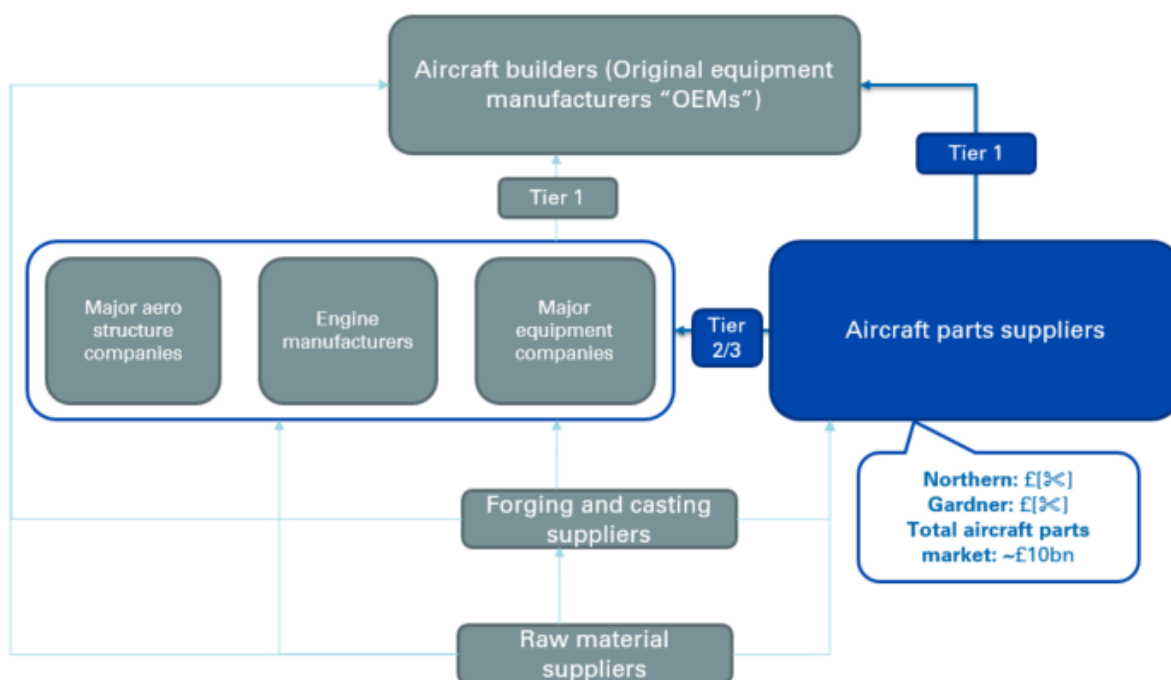 Aircraft builders (Original equipment
manufacturers “OEMs”)
Tier 1
Tier 1
Major aero
structure
companies
Engine
manufacturers
Major
equipment
companies
Tier
2/3
Aircraft parts suppliers
Northern: £[✂]
Gardner: £[✂]
Total aircraft parts
market: ~£10bn
Forging and casting
suppliers
Raw material
suppliers